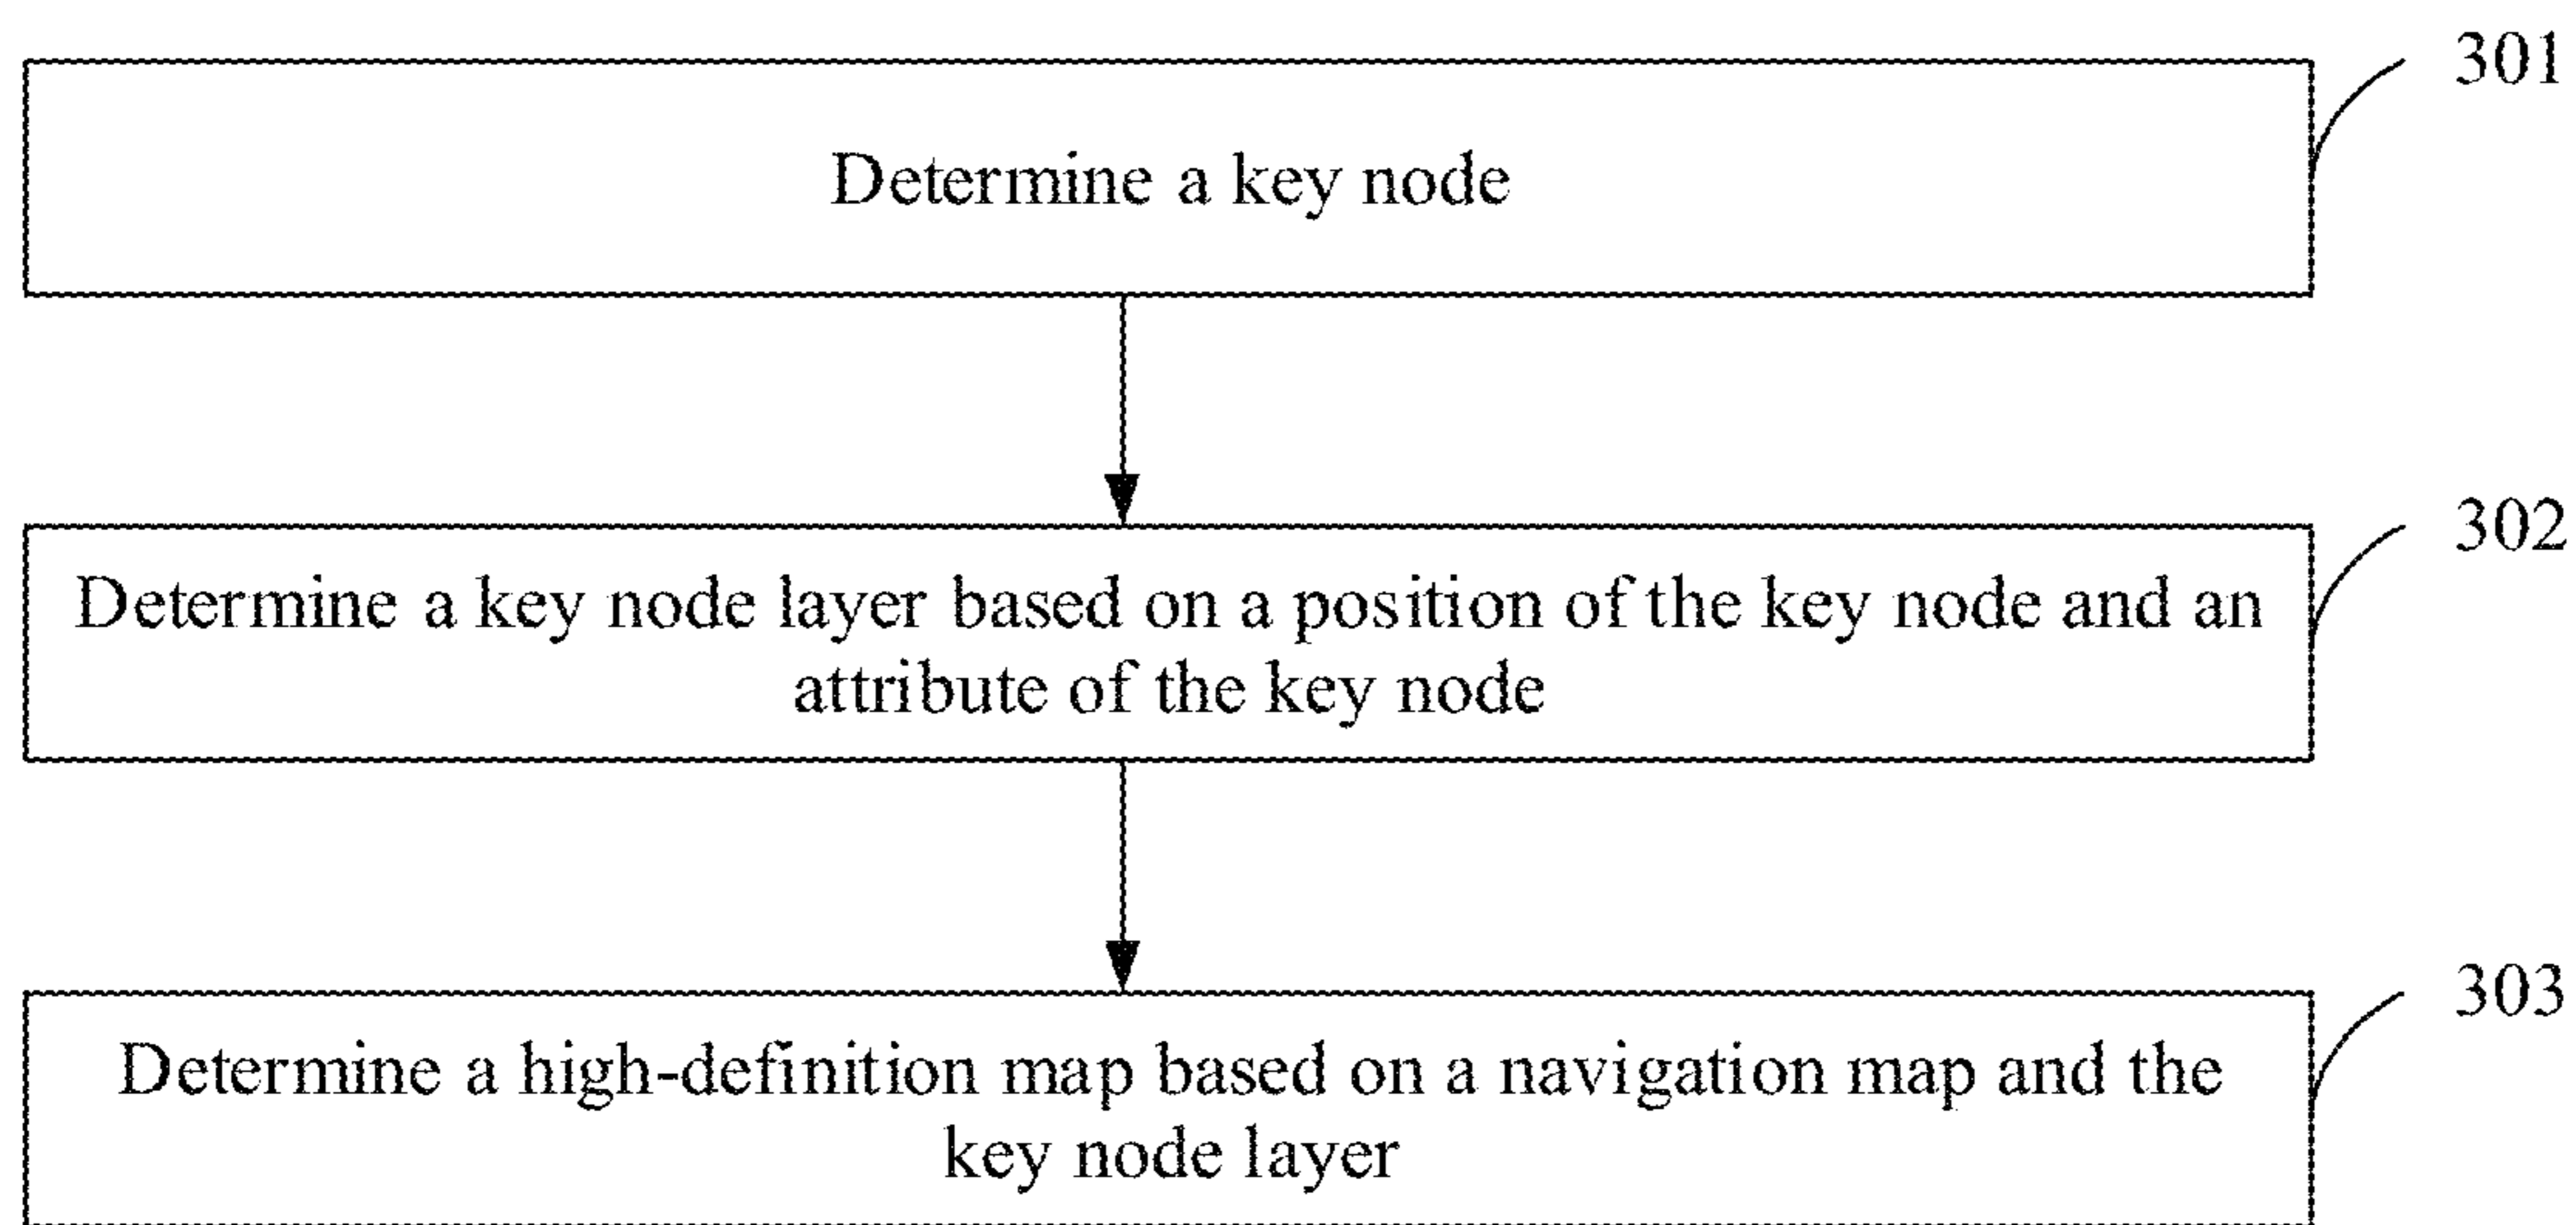 301
Determine a key node
302
Determine a key node layer based on a position of the key node and an
attribute of the key node
303
Determine a high-definition map based on a navigation map and the
key node layer